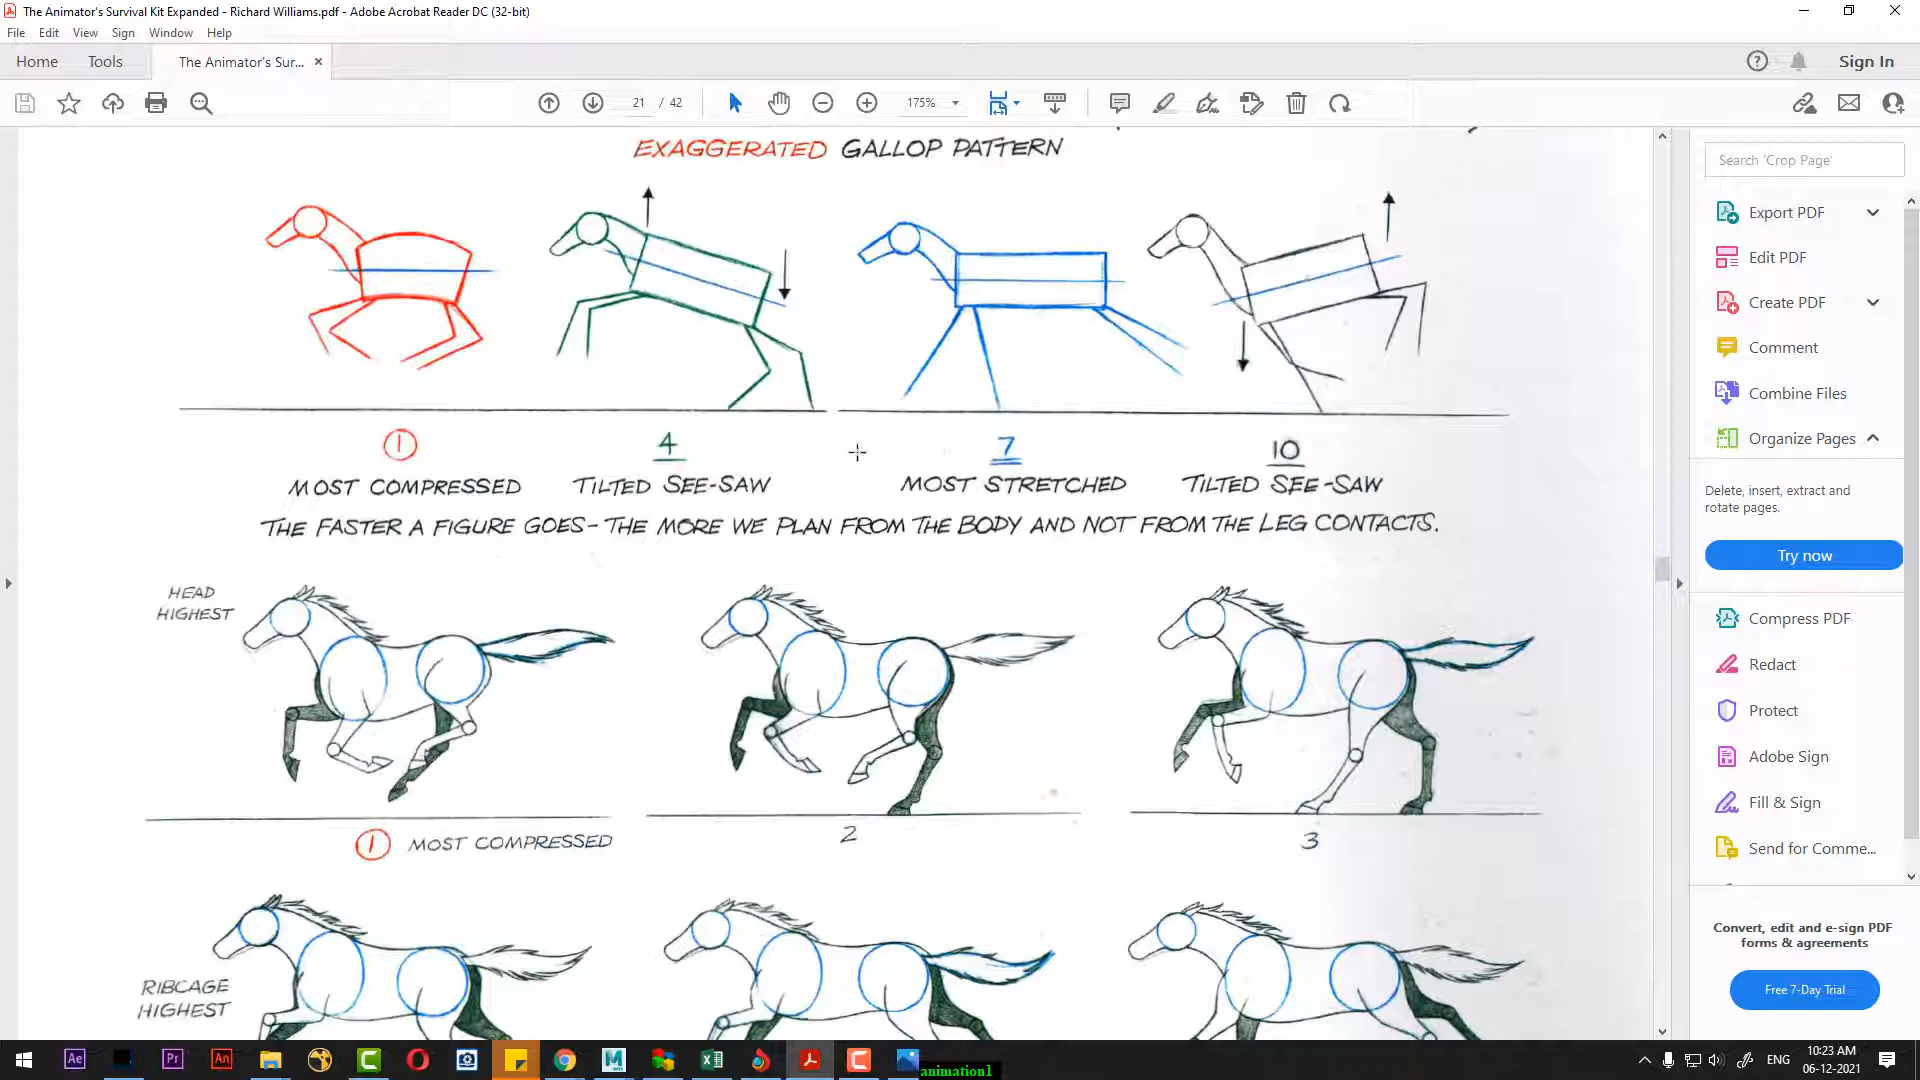 The Animator's Survival Kit Expanded - Richard Williams.pdf - Adobe Acrobat Reader DC (32-bit)
File Edit View Sign Window Help
Home Tools The Animator's Sur... Sign In
21 / 42 175%
EXAGGERATED GALLOP PATTERN
1 4 7 10
MOST COMPRESSED TILTED SEE-SAW MOST STRETCHED TILTED SEE-SAW
THE FASTER A FIGURE GOES - THE MORE WE PLAN FROM THE BODY AND NOT FROM THE LEG CONTACTS.
HEAD
HIGHEST
1 MOST COMPRESSED 2 3
RIBCAGE
HIGHEST
Search 'Crop Page'
Export PDF
Edit PDF
Create PDF
Comment
Combine Files
Organize Pages
Delete, insert, extract and
rotate pages.
Try now
Compress PDF
Redact
Protect
Adobe Sign
Fill & Sign
Send for Comme...
Convert, edit and e-sign PDF
forms & agreements
Free 7-Day Trial
Ae Pr An animation1 ENG 10:23 AM
06-12-2021